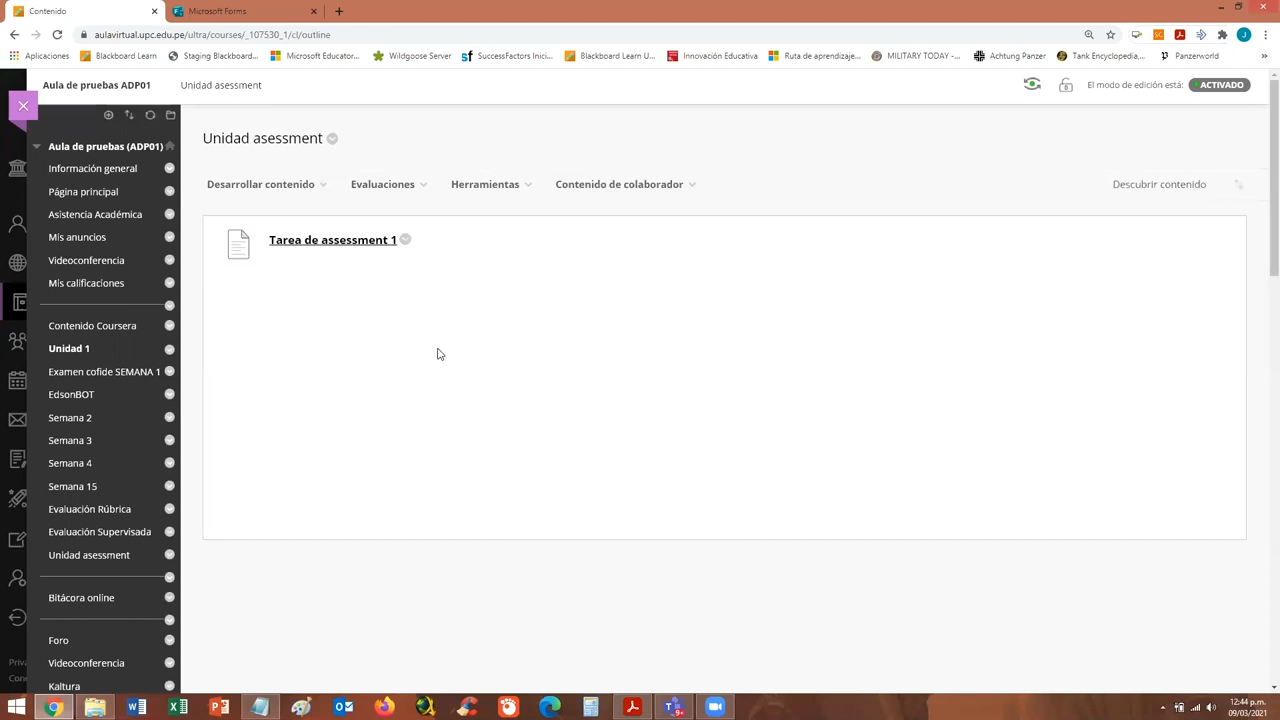 Contenido
Microsoft Forms
aulavirtual.upc.edu.pe/ultra/courses/_107530_1/cl/outline
Aplicaciones
Blackboard Learn
Staging Blackboard...
Microsoft Educator...
Wildgoose Server
SuccessFactors Inici...
Blackboard Learn U...
Innovación Educativa
Ruta de aprendizaje...
MILITARY TODAY -...
Achtung Panzer
Tank Encyclopedia,...
Panzerworld
Aula de pruebas ADP01
Unidad asessment
El modo de edición está:
ACTIVADO
Aula de pruebas (ADP01)
Información general
Página principal
Asistencia Académica
Mis anuncios
Videoconferencia
Mis calificaciones
Contenido Coursera
Unidad 1
Examen cofide SEMANA 1
EdsonBOT
Semana 2
Semana 3
Semana 4
Semana 15
Evaluación Rúbrica
Evaluación Supervisada
Unidad asessment
Bitácora online
Foro
Videoconferencia
Kaltura
Priva
Con
Unidad asessment
Desarrollar contenido
Evaluaciones
Herramientas
Contenido de colaborador
Descubrir contenido
Tarea de assessment 1
12:44 p.m.
09/03/2021